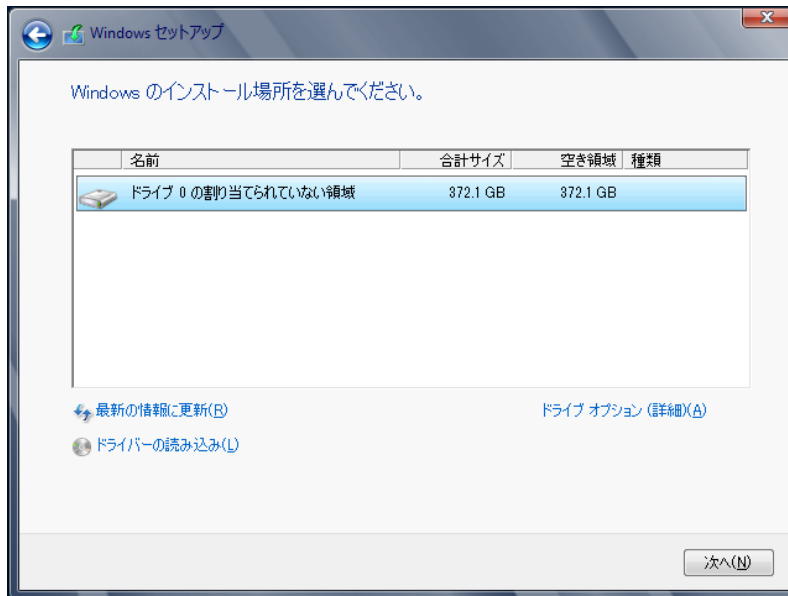 Windows セットアップ
Windows のインストール場所を選んでください。
名前 合計サイズ 空き領域 種類
ドライブ 0 の割り当てられていない領域 372.1 GB 372.1 GB
最新の情報に更新(R) ドライブ オプション (詳細)(A)
ドライバーの読み込み(L)
次へ(N)